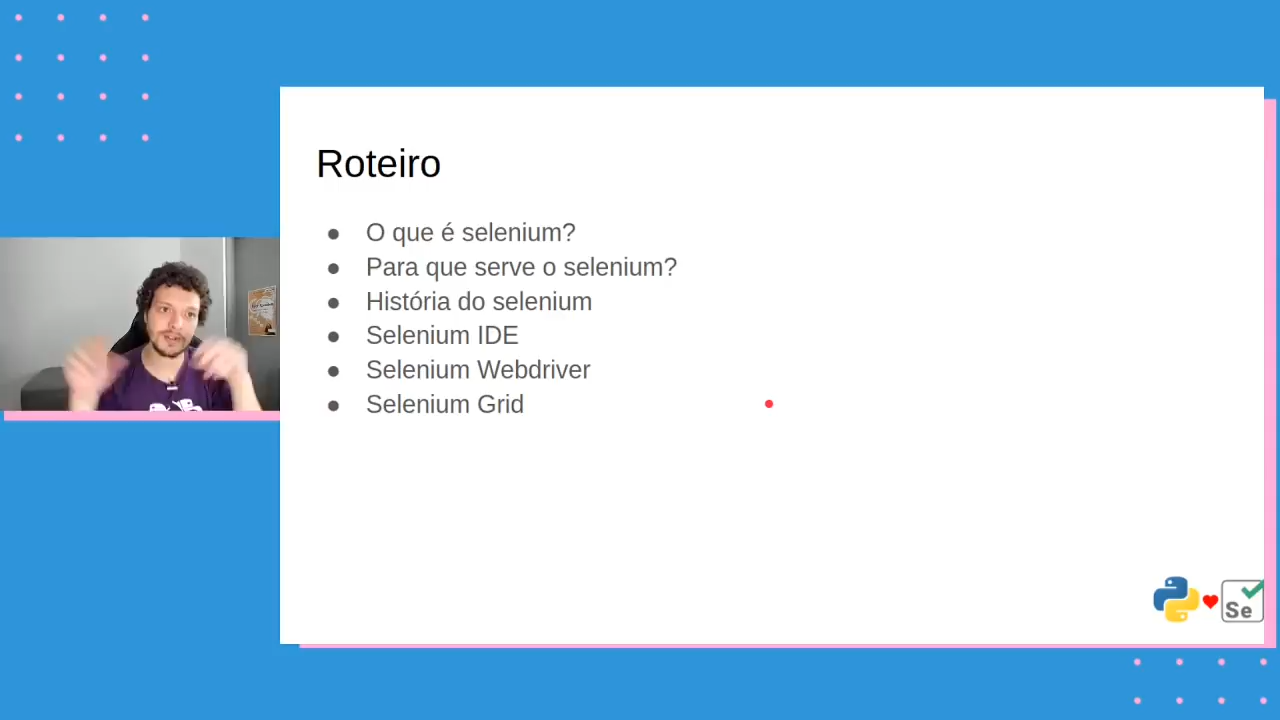 Roteiro
● O que é selenium?
● Para que serve o selenium?
● História do selenium
● Selenium IDE
● Selenium Webdriver
● Selenium Grid
Se